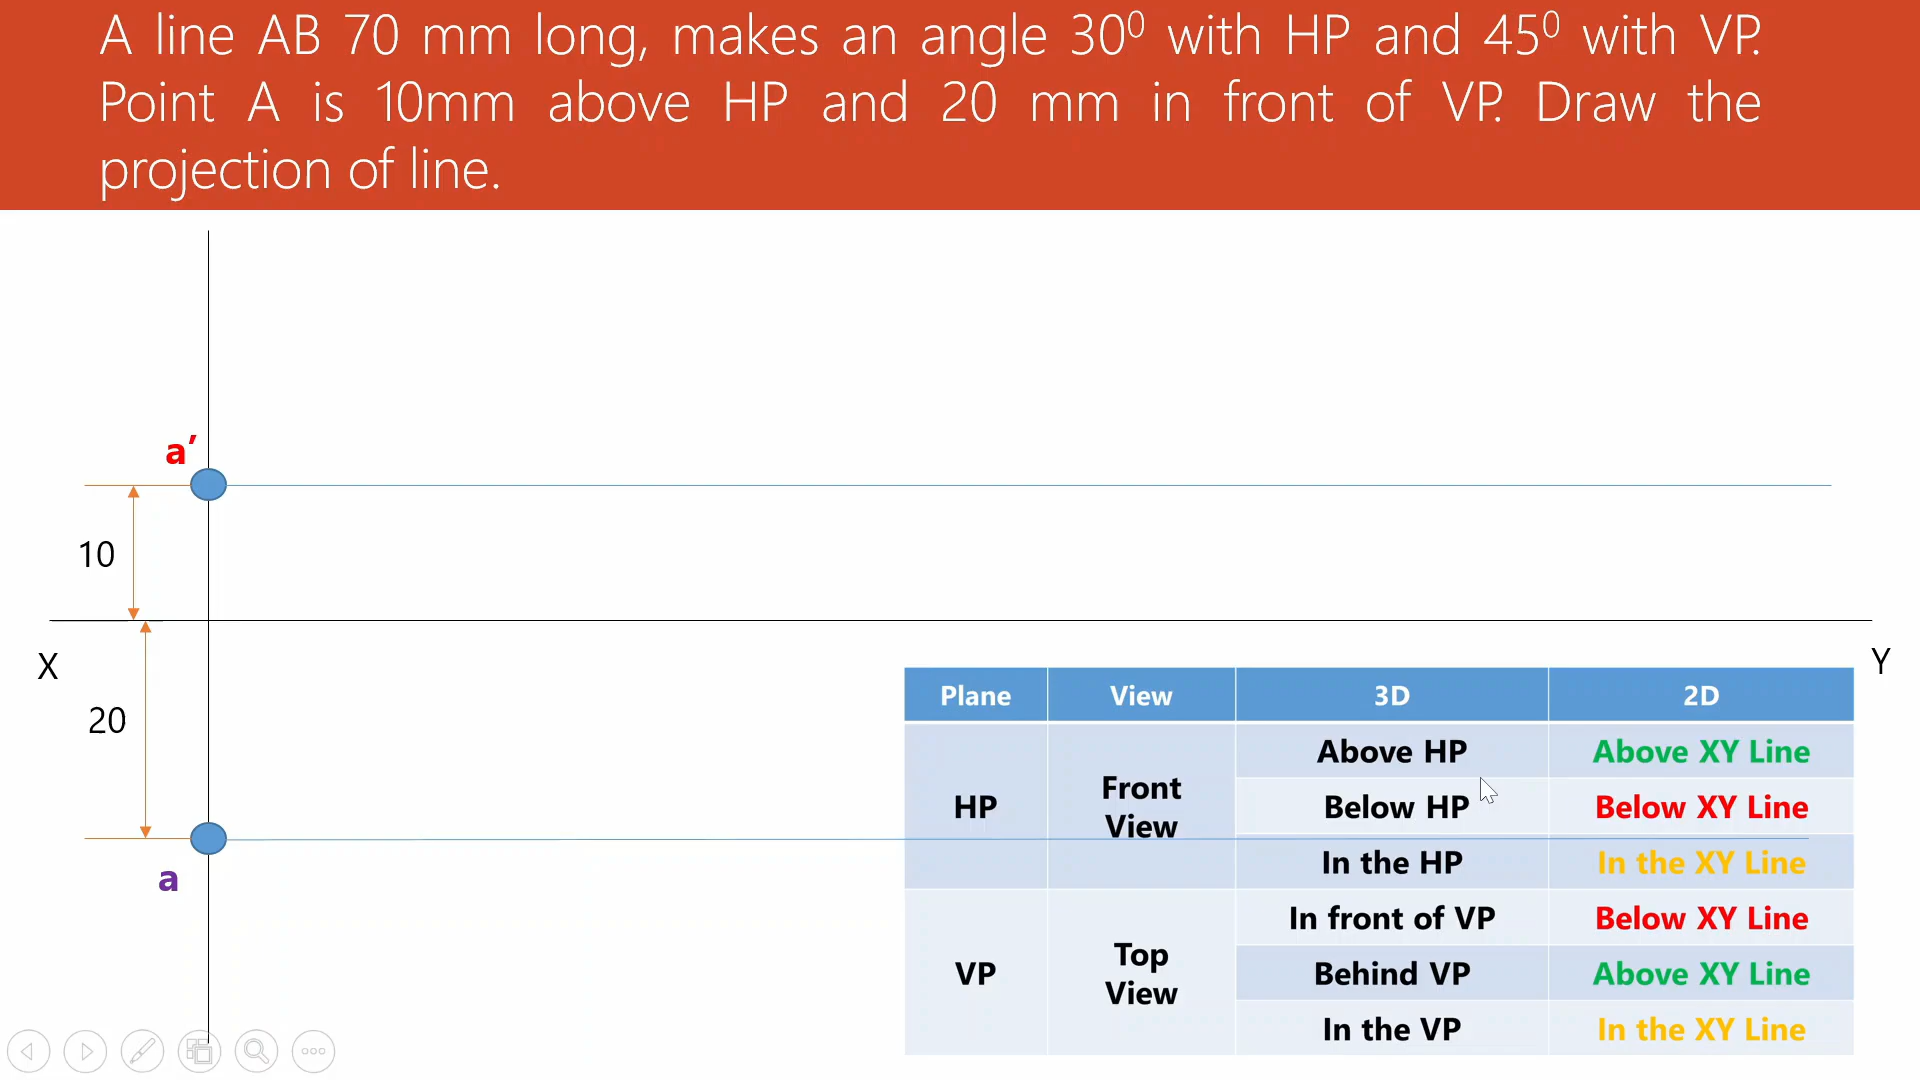 A line AB 70 mm long, makes an angle 30⁰ with HP and 45⁰ with VP.
Point A is 10mm above HP and 20 mm in front of VP. Draw the
projection of line.
a′
10
X
Y
20
a
Plane View 3D 2D
HP
Front
View
Above HP Above XY Line
Below HP Below XY Line
In the HP In the XY Line
VP
Top
View
In front of VP Below XY Line
Behind VP Above XY Line
In the VP In the XY Line